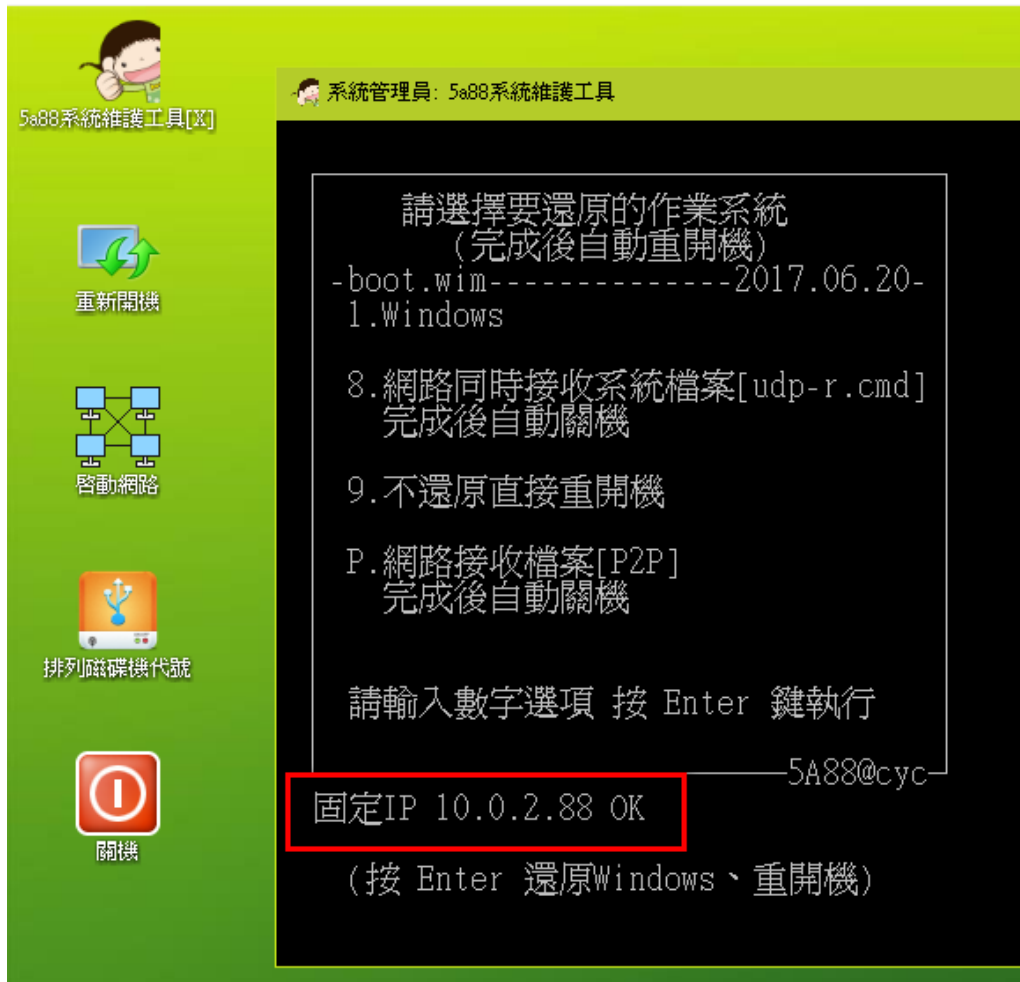 5a88系統維護工具[X]
重新開機
啓動網路
排列磁碟機代號
關機
系統管理員: 5a88系統維護工具
請選擇要還原的作業系統
(完成後自動重開機)
-boot.wim--------------2017.06.20-
1.Windows
8.網路同時接收系統檔案[udp-r.cmd]
完成後自動關機
9.不還原直接重開機
P.網路接收檔案[P2P]
完成後自動關機
請輸入數字選項 按 Enter 鍵執行
5A88@cyc
固定IP 10.0.2.88 OK
(按 Enter 還原Windows、重開機)